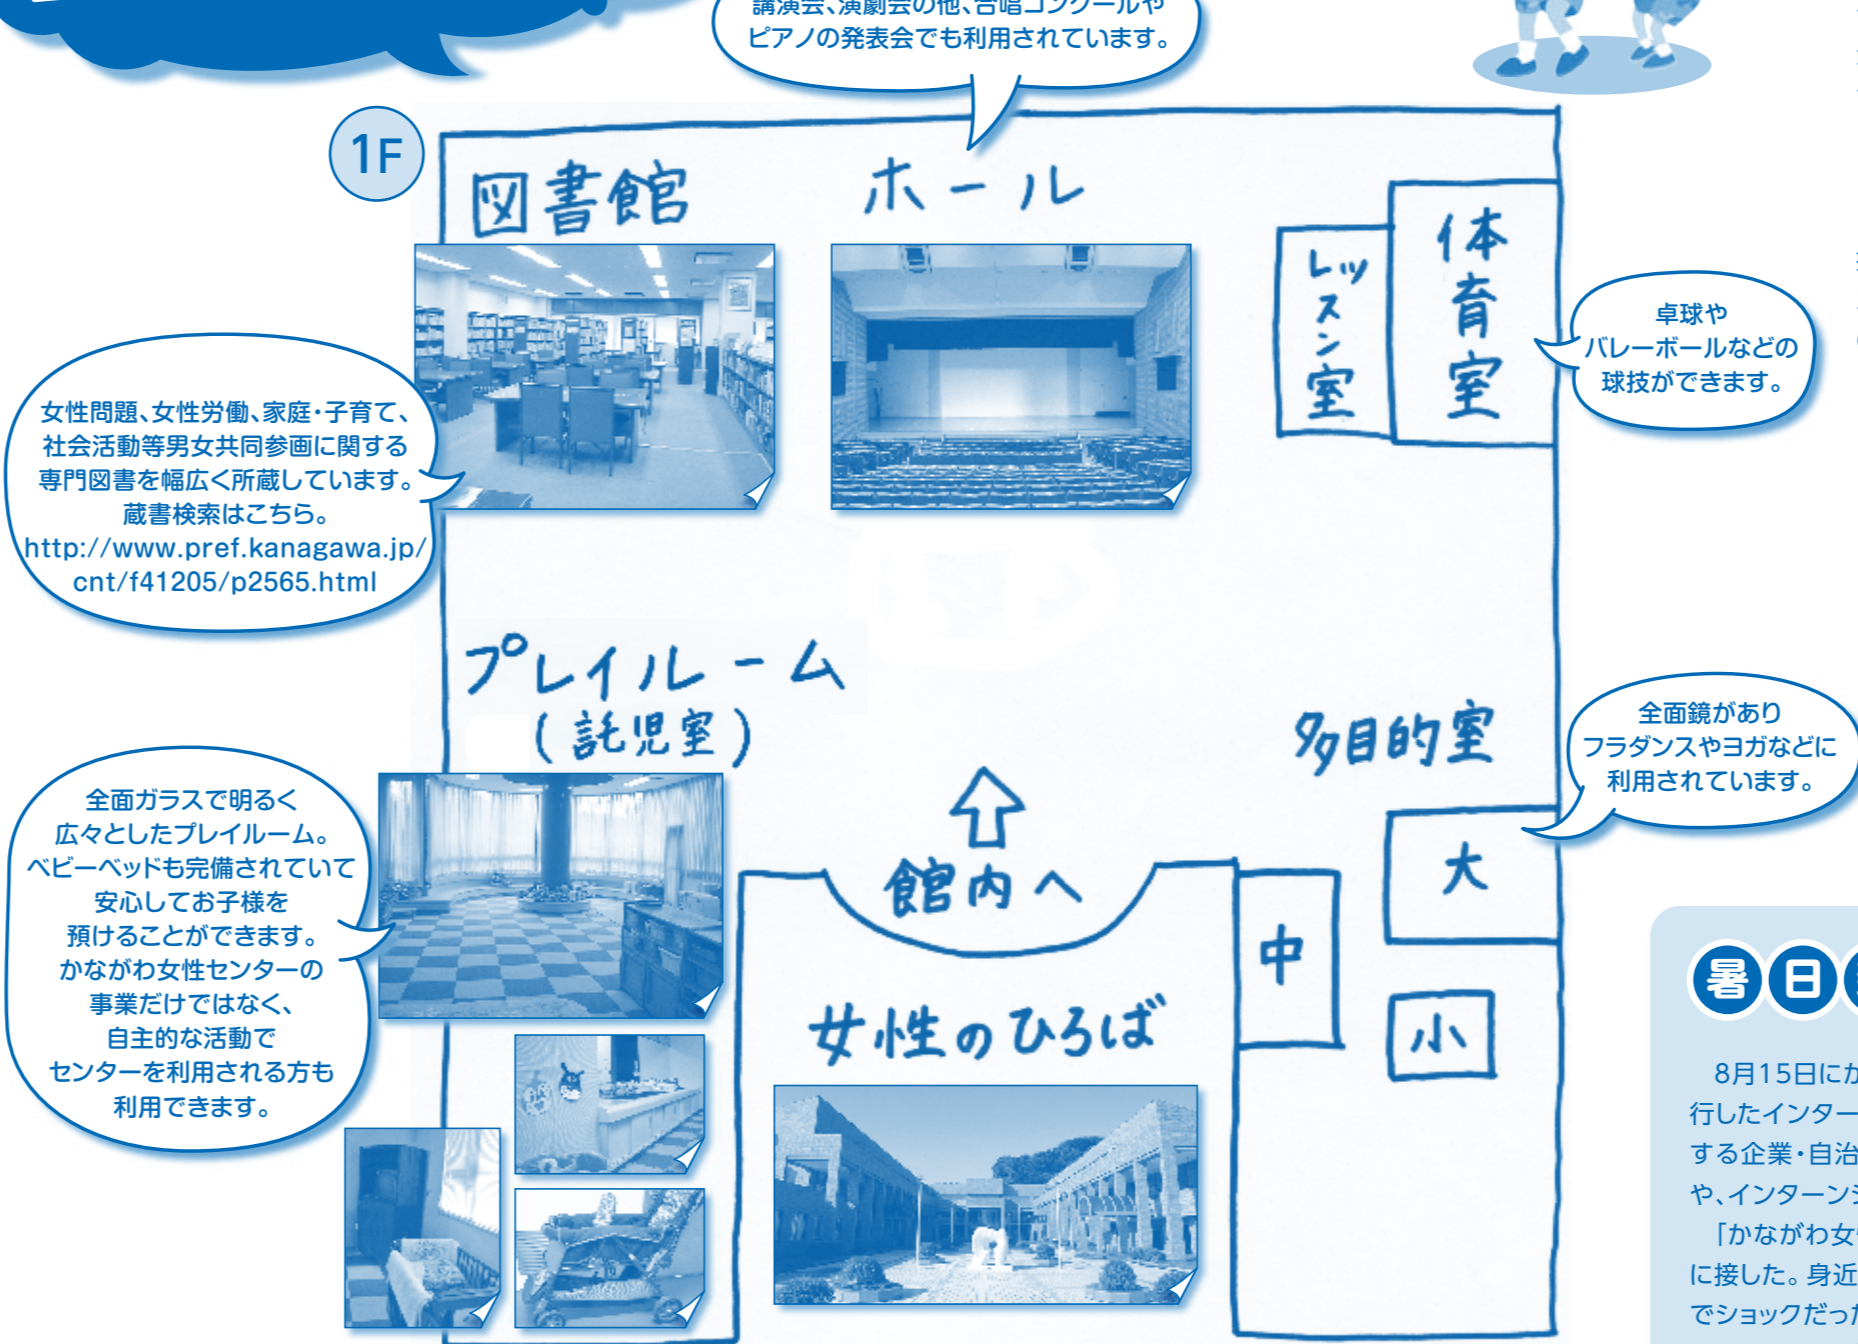 講演会、演劇会の他、合唱コンクールや
ピアノの発表会でも利用されています。
1F
図書館
ホール
レッスン室
体育室
卓球や
バレーボールなどの
球技ができます。
女性問題、女性労働、家庭・子育て、
社会活動等男女共同参画に関する
専門図書を幅広く所蔵しています。
蔵書検索はこちら。
http://www.pref.kanagawa.jp/
cnt/f41205/p2565.html
プレイルーム
(託児室)
多目的室
全面鏡があり
フラダンスやヨガなどに
利用されています。
全面ガラスで明るく
広々としたプレイルーム。
ベビーベッドも完備されていて
安心してお子様を
預けることができます。
かながわ女性センターの
事業だけではなく、
自主的な活動で
センターを利用される方も
利用できます。
館内へ
大
中
小
女性のひろば
暑日
8月15日にか
行したインター
する企業・自治
や、インターン
「かながわ女
に接した。身近
でショックだった